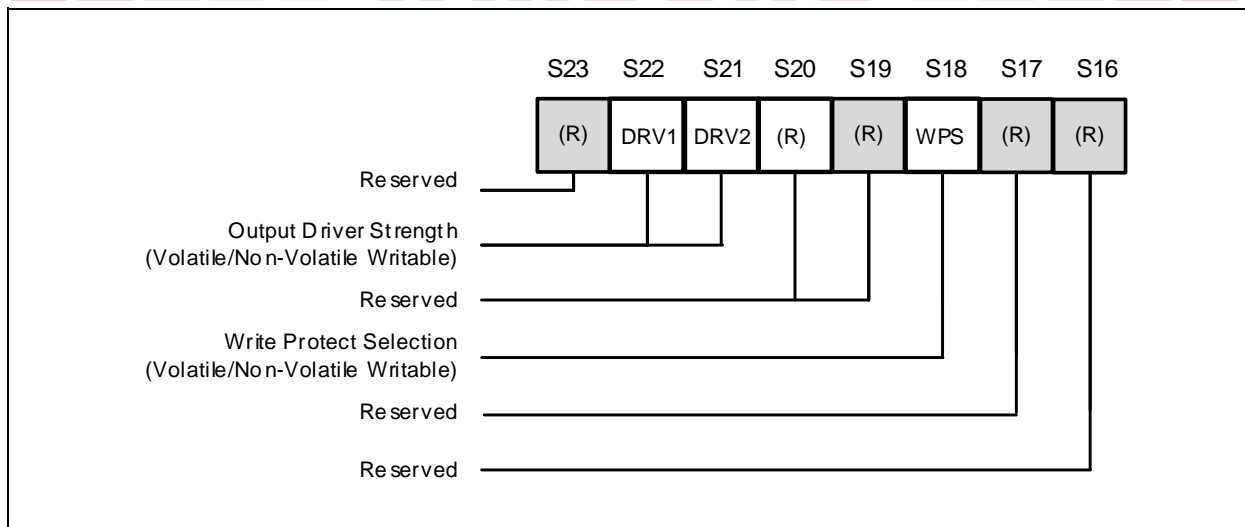 S23 S22 S21 S20 S19 S18 S17 S16
(R) DRV1 DRV2 (R) (R) WPS (R) (R)
Reserved
Output Driver Strength
(Volatile/Non-Volatile Writable)
Reserved
Write Protect Selection
(Volatile/Non-Volatile Writable)
Reserved
Reserved